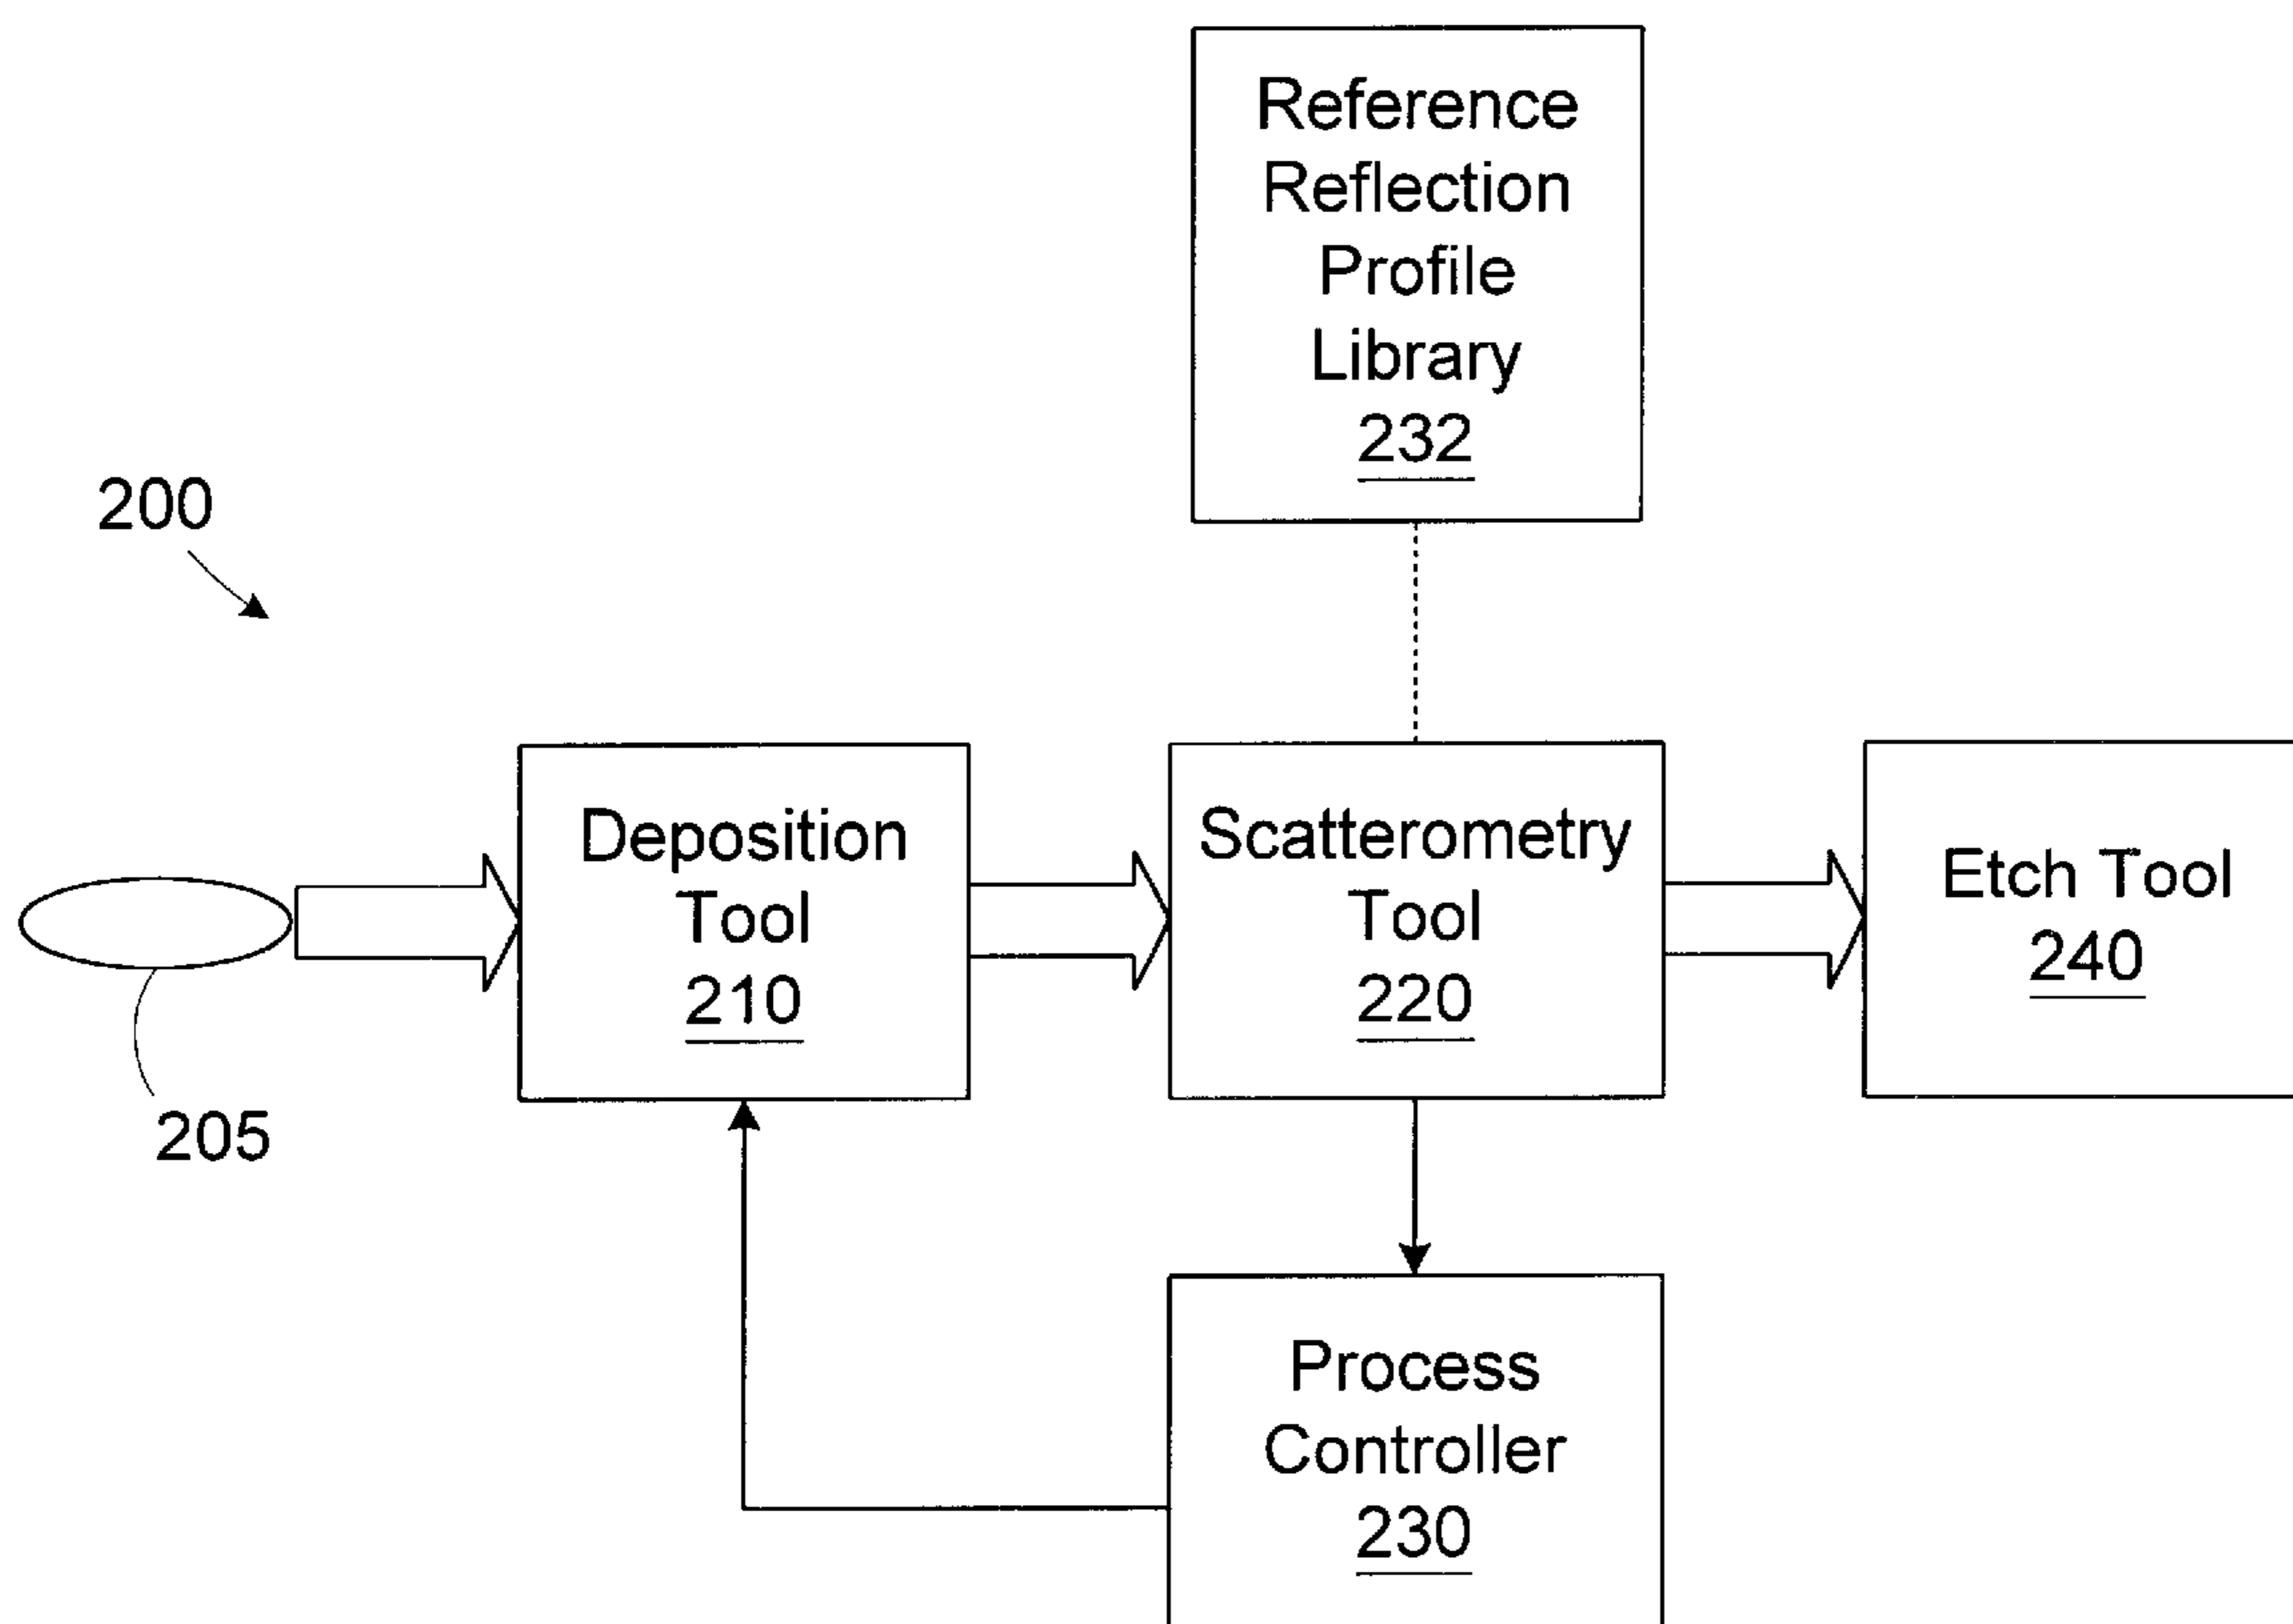 Reference
Reflection
Profile
Library
232
200
Deposition
Tool
210
Scatterometry
Tool
220
Etch Tool
240
205
Process
Controller
230